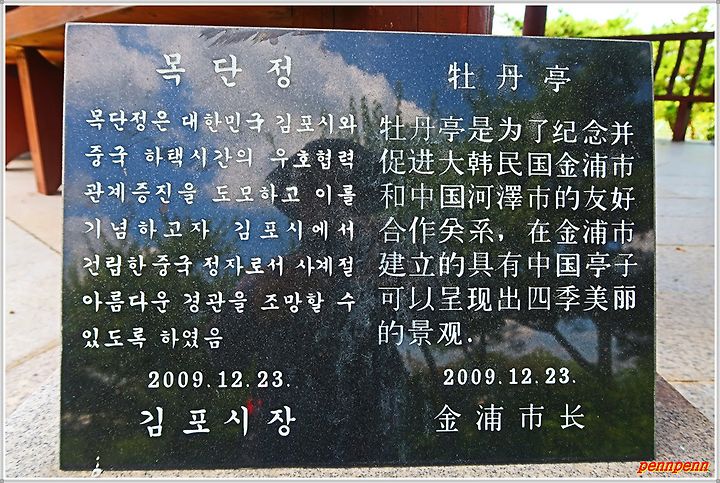 목단정
목단정은 대한민국 김포시와
중국 하택시간의 우호협력
관계증진을 도모하고 이를
기념하고자 김포시에서
건립한 중국 정자로서 사계절
아름다운 경관을 조망할 수
있도록 하였음
2009.12.23.
김포시장
牡丹亭
牡丹亭是为了纪念并
促进大韩民国金浦市
和中国河澤市的友好
合作关系，在金浦市
建立的具有中国亭子
可以呈现出四季美丽
的景观.
2009.12.23.
金浦市长
pennpenn